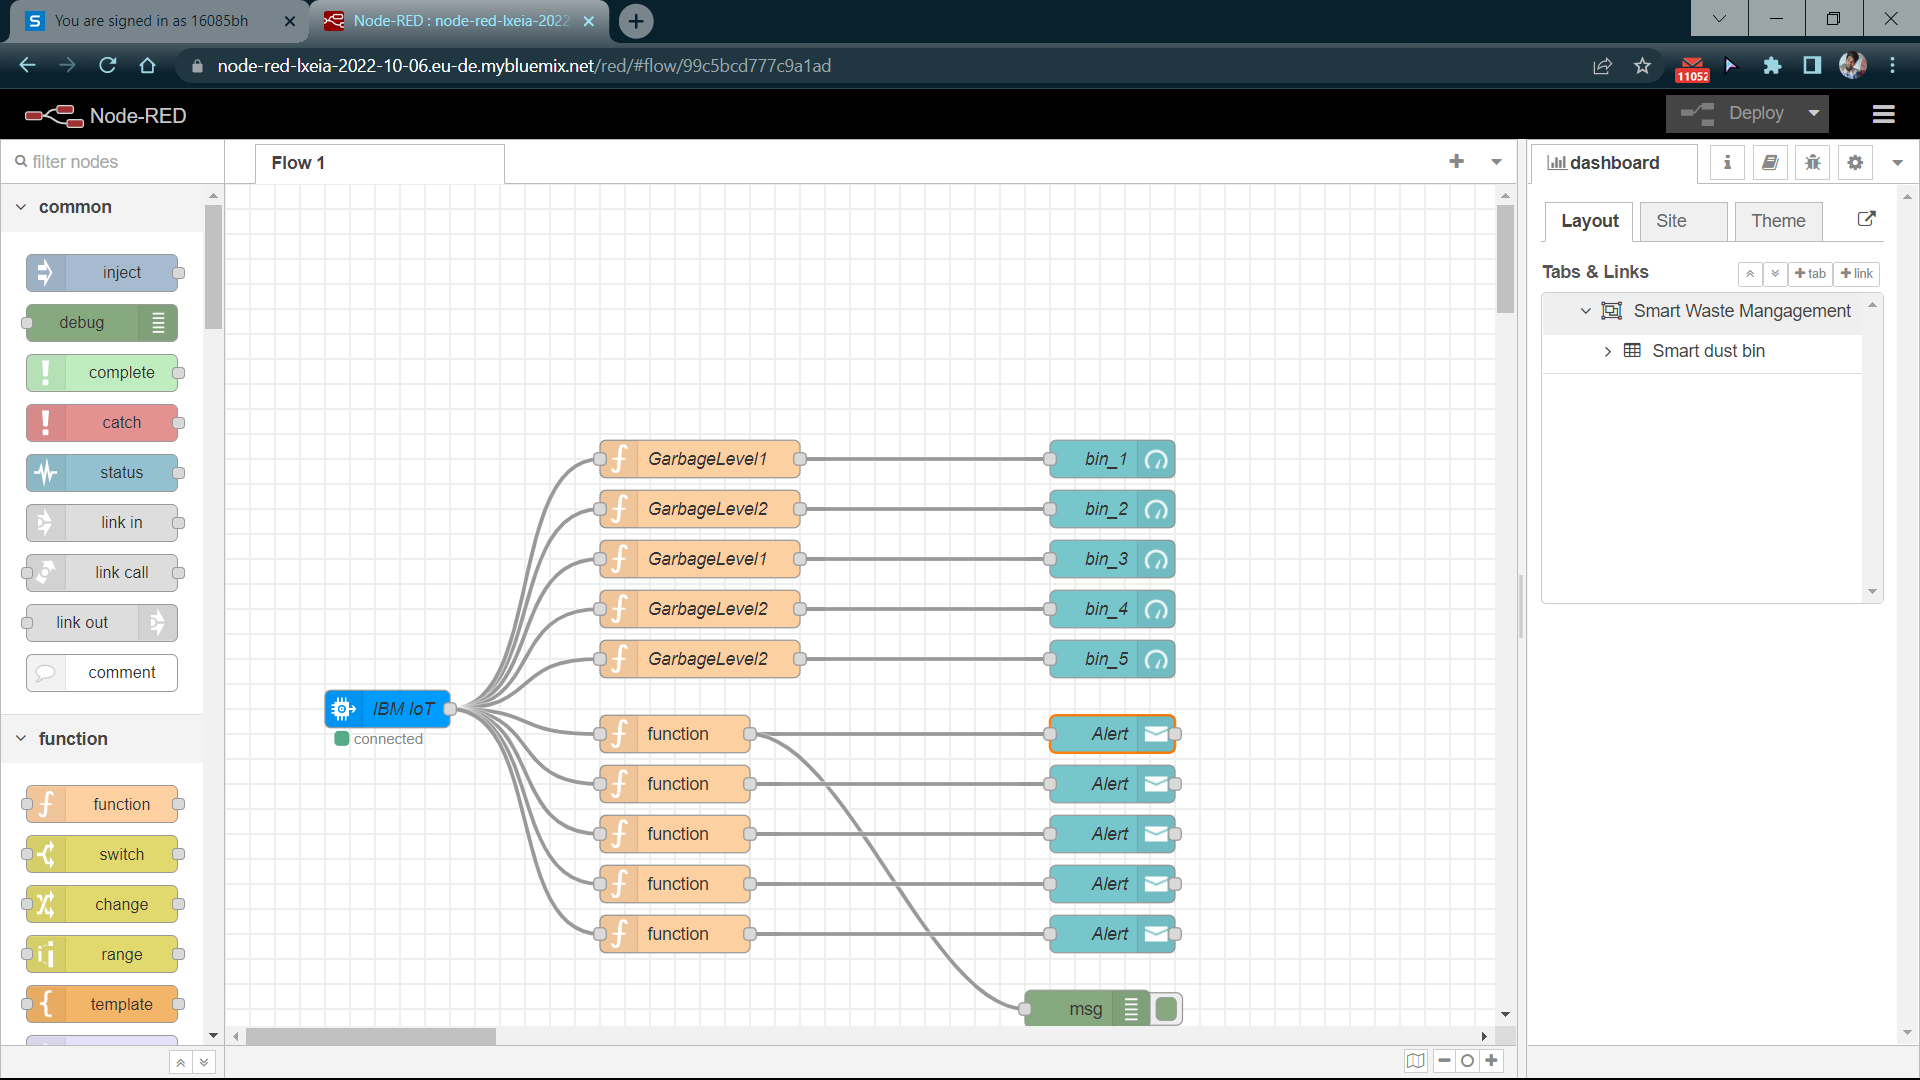 S You are signed in as 16085bh
Node-RED : node-red-lxeia-2022
node-red-lxeia-2022-10-06.eu-de.mybluemix.net/red/#flow/99c5bcd777c9a1ad
11052
Node-RED
Deploy
filter nodes
Flow 1
dashboard
common
Layout
Site
Theme
inject
Tabs & Links
tab
link
debug
Smart Waste Mangagement
Smart dust bin
complete
catch
status
link in
link call
link out
comment
function
function
switch
change
range
template
GarbageLevel1
bin_1
GarbageLevel2
bin_2
GarbageLevel1
bin_3
GarbageLevel2
bin_4
GarbageLevel2
bin_5
IBM IoT
connected
function
Alert
function
Alert
function
Alert
function
Alert
function
Alert
msg